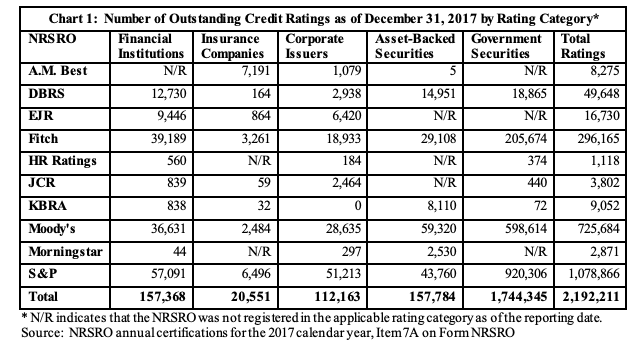 Chart 1: Number of Outstanding Credit Ratings as of December 31, 2017 by Rating Category*
NRSRO Financial Institutions Insurance Companies Corporate Issuers Asset-Backed Securities Government Securities Total Ratings
A.M. Best N/R 7,191 1,079 5 N/R 8,275
DBRS 12,730 164 2,938 14,951 18,865 49,648
EJR 9,446 864 6,420 N/R N/R 16,730
Fitch 39,189 3,261 18,933 29,108 205,674 296,165
HR Ratings 560 N/R 184 N/R 374 1,118
JCR 839 59 2,464 N/R 440 3,802
KBRA 838 32 0 8,110 72 9,052
Moody's 36,631 2,484 28,635 59,320 598,614 725,684
Morningstar 44 N/R 297 2,530 N/R 2,871
S&P 57,091 6,496 51,213 43,760 920,306 1,078,866
Total 157,368 20,551 112,163 157,784 1,744,345 2,192,211
* N/R indicates that the NRSRO was not registered in the applicable rating category as of the reporting date.
Source: NRSRO annual certifications for the 2017 calendar year, Item 7A on Form NRSRO